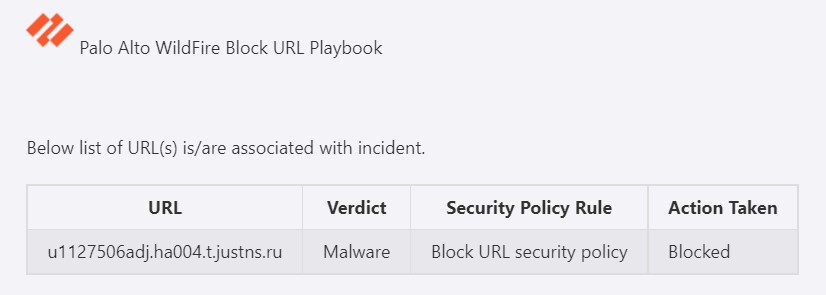 Palo Alto WildFire Block URL Playbook
Below list of URL(s) is/are associated with incident.
URL Verdict Security Policy Rule Action Taken
u1127506adj.ha004.t.justns.ru Malware Block URL security policy Blocked